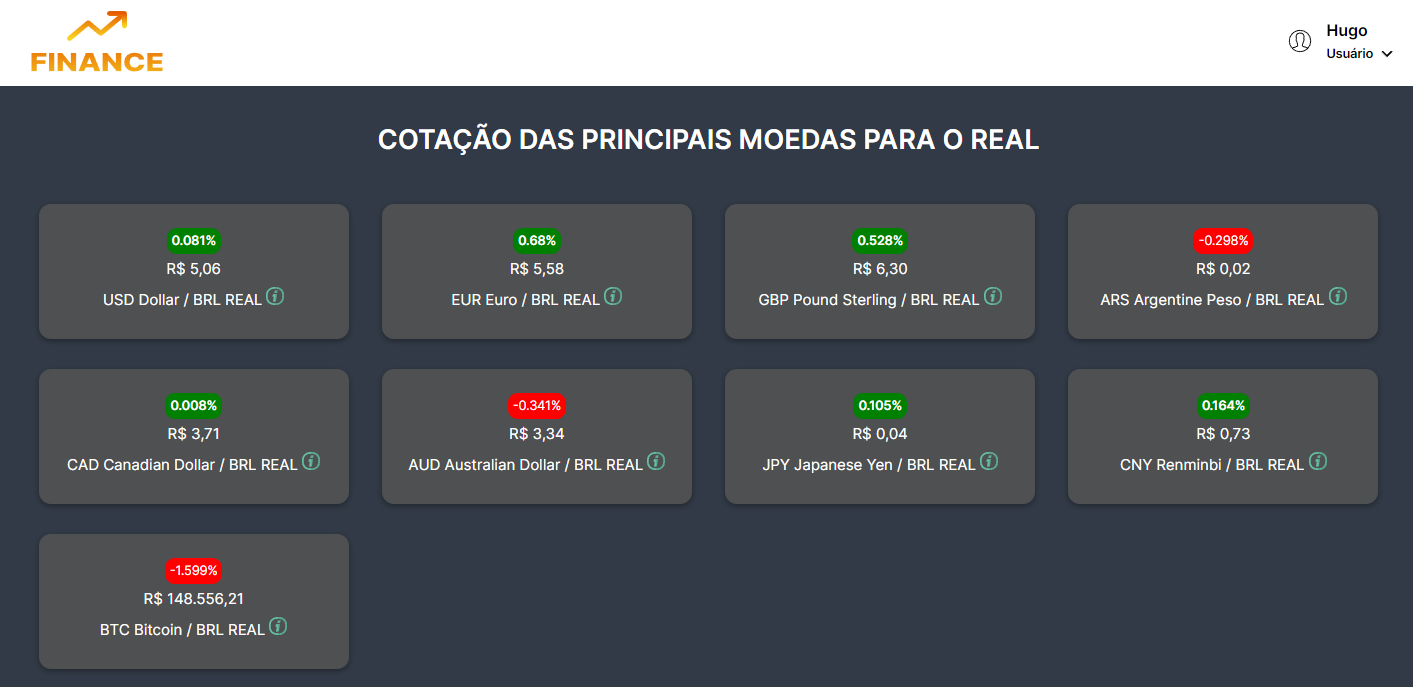 FINANCE
Hugo
Usuário
COTAÇÃO DAS PRINCIPAIS MOEDAS PARA O REAL
0.081%
R$ 5,06
USD Dollar / BRL REAL
0.68%
R$ 5,58
EUR Euro / BRL REAL
0.528%
R$ 6,30
GBP Pound Sterling / BRL REAL
-0.298%
R$ 0,02
ARS Argentine Peso / BRL REAL
0.008%
R$ 3,71
CAD Canadian Dollar / BRL REAL
-0.341%
R$ 3,34
AUD Australian Dollar / BRL REAL
0.105%
R$ 0,04
JPY Japanese Yen / BRL REAL
0.164%
R$ 0,73
CNY Renminbi / BRL REAL
-1.599%
R$ 148.556,21
BTC Bitcoin / BRL REAL